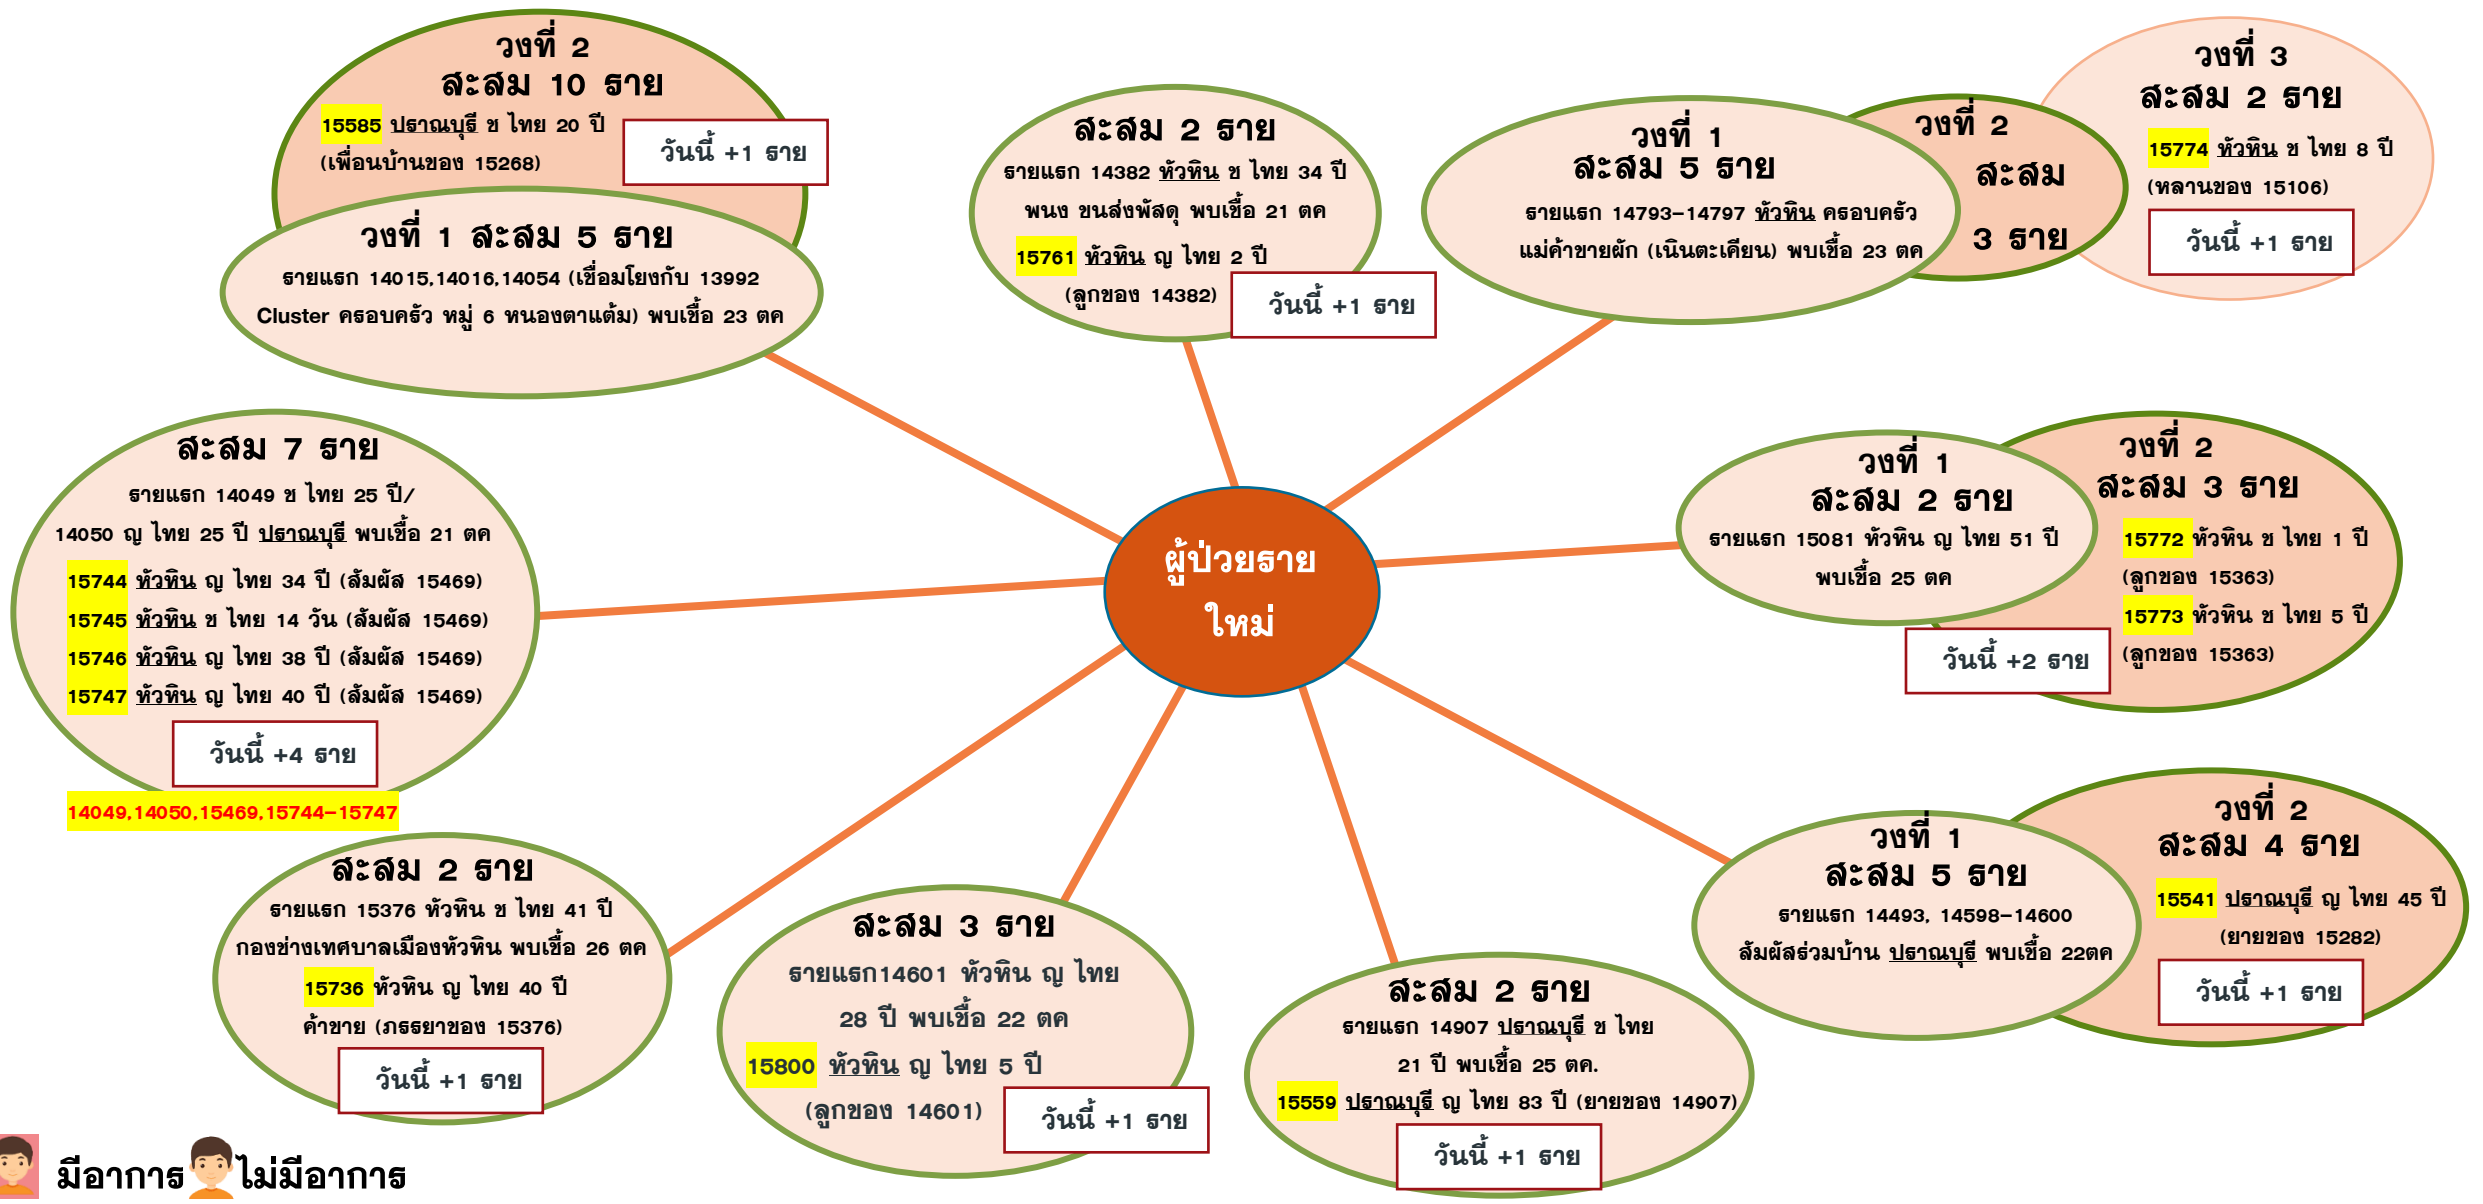 วงที่ 2
สะสม 10 ราย
15585 ปราณบุรี ช ไทย 20 ปี
(เพื่อนบ้านของ 15268)
วันนี้ +1 ราย
วงที่ 1 สะสม 5 ราย
รายแรก 14015,14016,14054 (เชื่อมโยงกับ 13992
Cluster ครอบครัว หมู่ 6 หนองตาแต้ม) พบเชื้อ 23 ตค
สะสม 2 ราย
รายแรก 14382 หัวหิน ช ไทย 34 ปี
พนง ขนส่งพัสดุ พบเชื้อ 21 ตค
15761 หัวหิน ญ ไทย 2 ปี
(ลูกของ 14382)
วันนี้ +1 ราย
วงที่ 1
สะสม 5 ราย
รายแรก 14793-14797 หัวหิน ครอบครัว
แม่ค้าขายผัก (เนินตะเคียน) พบเชื้อ 23 ตค
วงที่ 2
สะสม
3 ราย
วงที่ 3
สะสม 2 ราย
15774 หัวหิน ช ไทย 8 ปี
(หลานของ 15106)
วันนี้ +1 ราย
สะสม 7 ราย
รายแรก 14049 ช ไทย 25 ปี/
14050 ญ ไทย 25 ปี ปราณบุรี พบเชื้อ 21 ตค
15744 หัวหิน ญ ไทย 34 ปี (สัมผัส 15469)
15745 หัวหิน ช ไทย 14 วัน (สัมผัส 15469)
15746 หัวหิน ญ ไทย 38 ปี (สัมผัส 15469)
15747 หัวหิน ญ ไทย 40 ปี (สัมผัส 15469)
วันนี้ +4 ราย
14049,14050,15469,15744-15747
ผู้ป่วยราย
ใหม่
วงที่ 1
สะสม 2 ราย
รายแรก 15081 หัวหิน ญ ไทย 51 ปี
พบเชื้อ 25 ตค
วงที่ 2
สะสม 3 ราย
15772 หัวหิน ช ไทย 1 ปี
(ลูกของ 15363)
15773 หัวหิน ช ไทย 5 ปี
(ลูกของ 15363)
วันนี้ +2 ราย
สะสม 2 ราย
รายแรก 15376 หัวหิน ช ไทย 41 ปี
กองช่างเทศบาลเมืองหัวหิน พบเชื้อ 26 ตค
15736 หัวหิน ญ ไทย 40 ปี
ค้าขาย (ภรรยาของ 15376)
วันนี้ +1 ราย
สะสม 3 ราย
รายแรก14601 หัวหิน ญ ไทย
28 ปี พบเชื้อ 22 ตค
15800 หัวหิน ญ ไทย 5 ปี
(ลูกของ 14601)
วันนี้ +1 ราย
สะสม 2 ราย
รายแรก 14907 ปราณบุรี ช ไทย
21 ปี พบเชื้อ 25 ตค.
15559 ปราณบุรี ญ ไทย 83 ปี (ยายของ 14907)
วันนี้ +1 ราย
วงที่ 1
สะสม 5 ราย
รายแรก 14493, 14598-14600
สัมผัสร่วมบ้าน ปราณบุรี พบเชื้อ 22ตค
วงที่ 2
สะสม 4 ราย
15541 ปราณบุรี ญ ไทย 45 ปี
(ยายของ 15282)
วันนี้ +1 ราย
มีอาการ ไม่มีอาการ